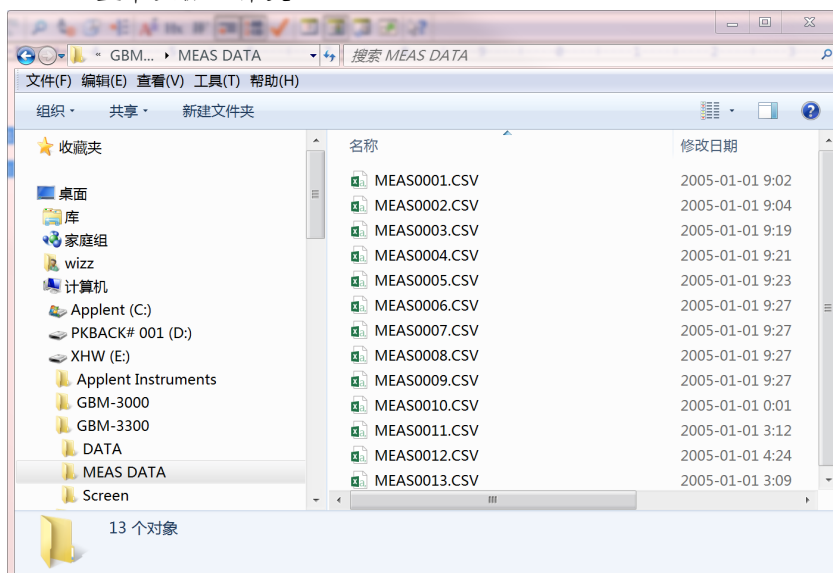 « GBM... ▸ MEAS DATA
搜索 MEAS DATA
文件(F) 编辑(E) 查看(V) 工具(T) 帮助(H)
组织 共享 新建文件夹
收藏夹
桌面
库
家庭组
wizz
计算机
Applent (C:)
PKBACK# 001 (D:)
XHW (E:)
Applent Instruments
GBM-3000
GBM-3300
DATA
MEAS DATA
Screen
名称 修改日期
MEAS0001.CSV 2005-01-01 9:02
MEAS0002.CSV 2005-01-01 9:04
MEAS0003.CSV 2005-01-01 9:19
MEAS0004.CSV 2005-01-01 9:21
MEAS0005.CSV 2005-01-01 9:23
MEAS0006.CSV 2005-01-01 9:27
MEAS0007.CSV 2005-01-01 9:27
MEAS0008.CSV 2005-01-01 9:27
MEAS0009.CSV 2005-01-01 9:27
MEAS0010.CSV 2005-01-01 0:01
MEAS0011.CSV 2005-01-01 3:12
MEAS0012.CSV 2005-01-01 4:24
MEAS0013.CSV 2005-01-01 3:09
13 个对象